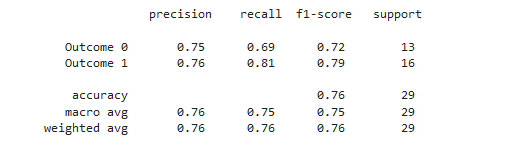 precision recall f1-score support
Outcome 0 0.75 0.69 0.72 13
Outcome 1 0.76 0.81 0.79 16
accuracy 0.76 29
macro avg 0.76 0.75 0.75 29
weighted avg 0.76 0.76 0.76 29